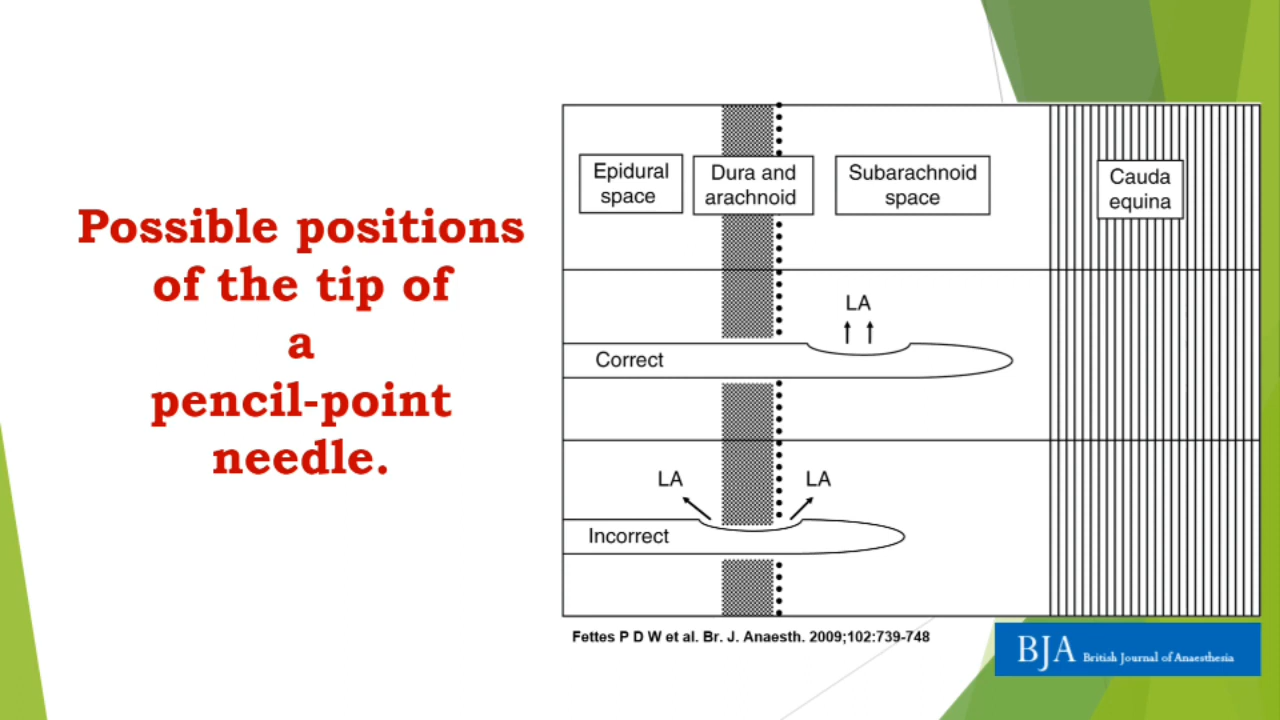 Possible positions
of the tip of
a
pencil-point
needle.
Epidural
space
Dura and
arachnoid
Subarachnoid
space
Cauda
equina
LA
Correct
LA
LA
Incorrect
Fettes P D W et al. Br. J. Anaesth. 2009;102:739-748
BJA British Journal of Anaesthesia